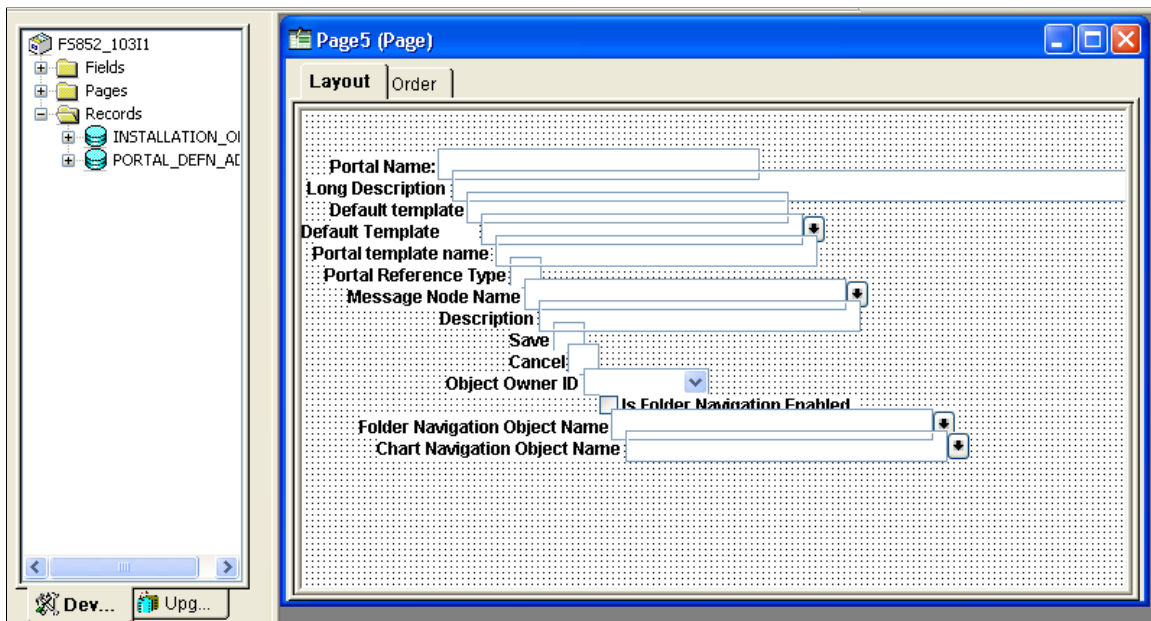 FS852_103I1
Fields
Pages
Records
INSTALLATION_O
PORTAL_DEFN_AD
Dev...
Upg...
Page5 (Page)
Layout
Order
Portal Name:
Long Description :
Default template
Default Template :
Portal template name:
Portal Reference Type:
Message Node Name
Description:
Save
Cancel:
Object Owner ID
Is Folder Navigation Enabled
Folder Navigation Object Name
Chart Navigation Object Name :